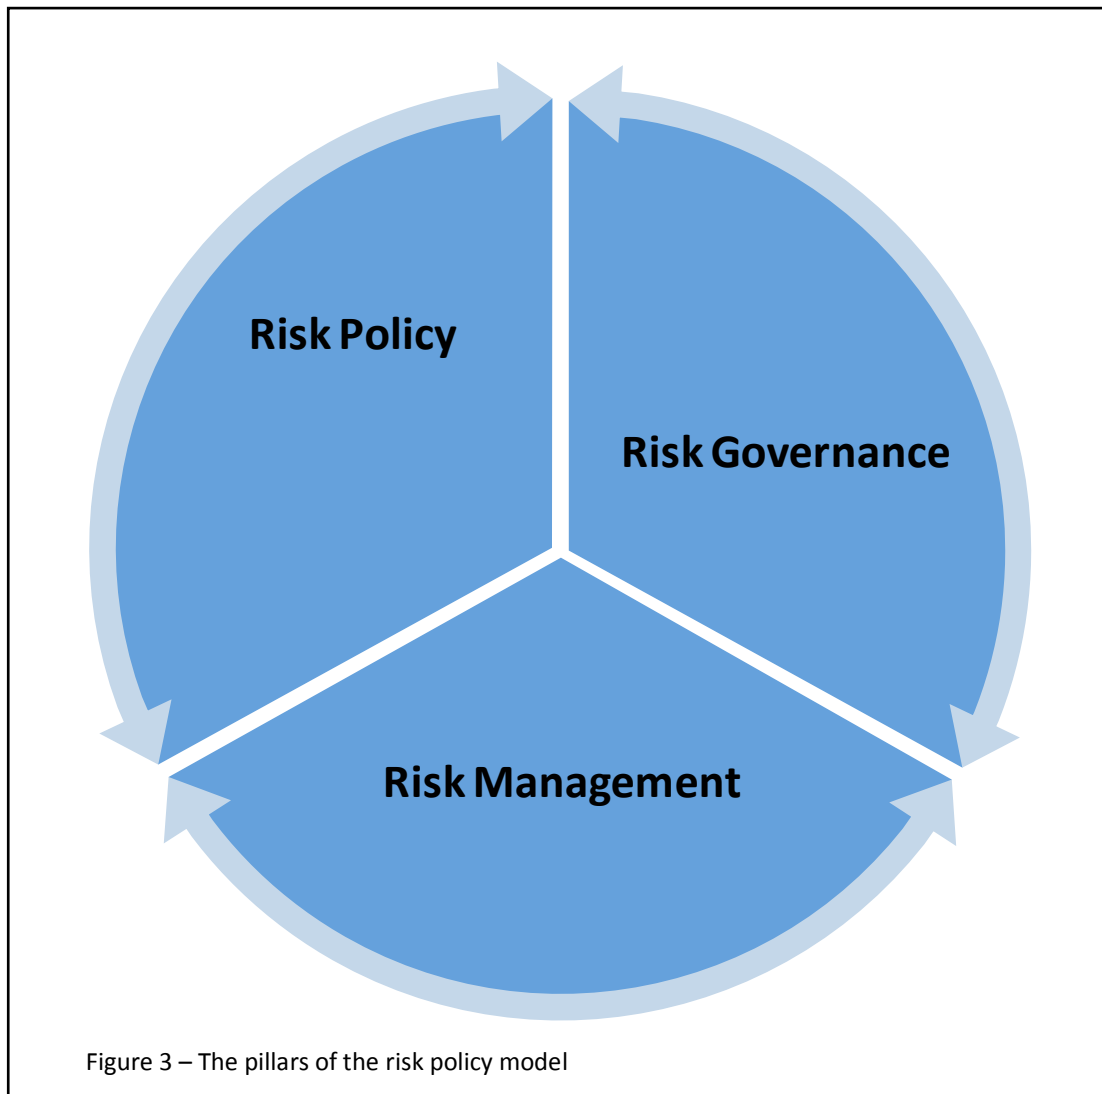 Risk Policy
Risk Governance
Risk Management
Figure 3 – The pillars of the risk policy model